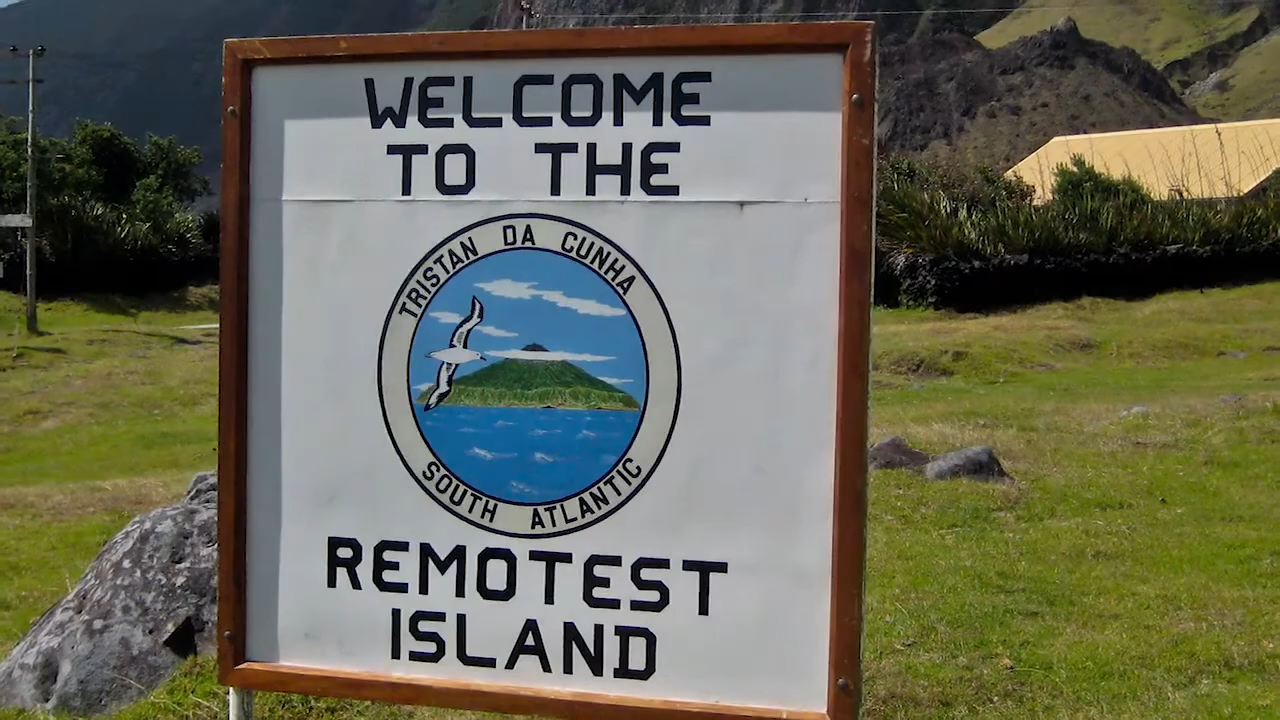 WELCOME
TO THE
TRISTAN DA CUNHA
SOUTH ATLANTIC
REMOTEST
ISLAND